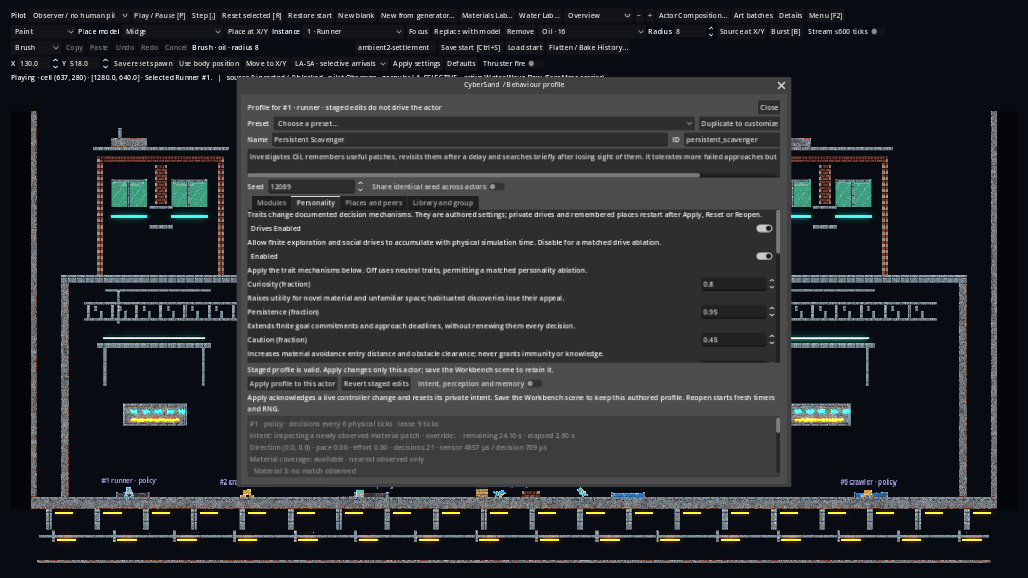 Pilot Observer / no human pil Play / Pause [P] Step [.] Reset selected [R] Restore start New blank New from generator... Materials Lab... Water Lab... Overview − + Actor Composition... Art batches Details Menu [F2]
Paint Place model Midge Place at X/Y Instance 1 · Runner Focus Replace with model Remove Oil · 16 Radius 8 Source at X/Y Burst [B] Stream ≤600 ticks
Brush Copy Paste Undo Redo Cancel Brush · oil · radius 8 ambient2-settlement Save start [Ctrl+S] Load start Flatten / Bake History...
X 130.0 Y 518.0 Save rets pawn Use body position Move to X/Y LA-SA - selective arrivals Apply settings Defaults Thruster fire
Playing · cell (637, 280) · [1280.0, 640.0] · Selected Runner #1. |
CyberSand / Behaviour profile
Profile for #1 · runner · staged edits do not drive the actor Close
Preset Choose a preset... Duplicate to customize
Name Persistent Scavenger ID persistent_scavenger
Investigates Oil, remembers useful patches, revisits them after a delay and searches briefly after losing sight of them. It tolerates more failed approaches but
Seed 12089 Share identical seed across actors
Modules Personality Places and peers Library and group
Traits change documented decision mechanisms. They are authored settings; private drives and remembered places restart after Apply, Reset or Reopen.
Drives Enabled
Allow finite exploration and social drives to accumulate with physical simulation time. Disable for a matched drive ablation.
Enabled
Apply the trait mechanisms below. Off uses neutral traits, permitting a matched personality ablation.
Curiosity (fraction) 0.8
Raises utility for novel material and unfamiliar space; habituated discoveries lose their appeal.
Persistence (fraction) 0.95
Extends finite goal commitments and approach deadlines, without renewing them every decision.
Caution (fraction) 0.45
Increases material avoidance entry distance and obstacle clearance; never grants immunity or knowledge.
Staged profile is valid. Apply changes only this actor; save the Workbench scene to retain it.
Apply profile to this actor Revert staged edits Intent, perception and memory
Apply acknowledges a live controller change and resets its private intent. Save the Workbench scene to keep this authored profile. Reopen starts fresh timers
and RNG.
#1 · policy · decisions every 6 physical ticks · lease 9 ticks
Intent: inspecting a newly observed material patch · override: · remaining 24.10 s · elapsed 2.00 s
Direction (0.0, 0.0) · pace 0.00 · effort 0.00 · decisions 21 · sensor 4857 µs / decision 709 µs
Material coverage: available · nearest observed only
Material 3: no match observed
#1 runner · policy
#6 crawler · policy